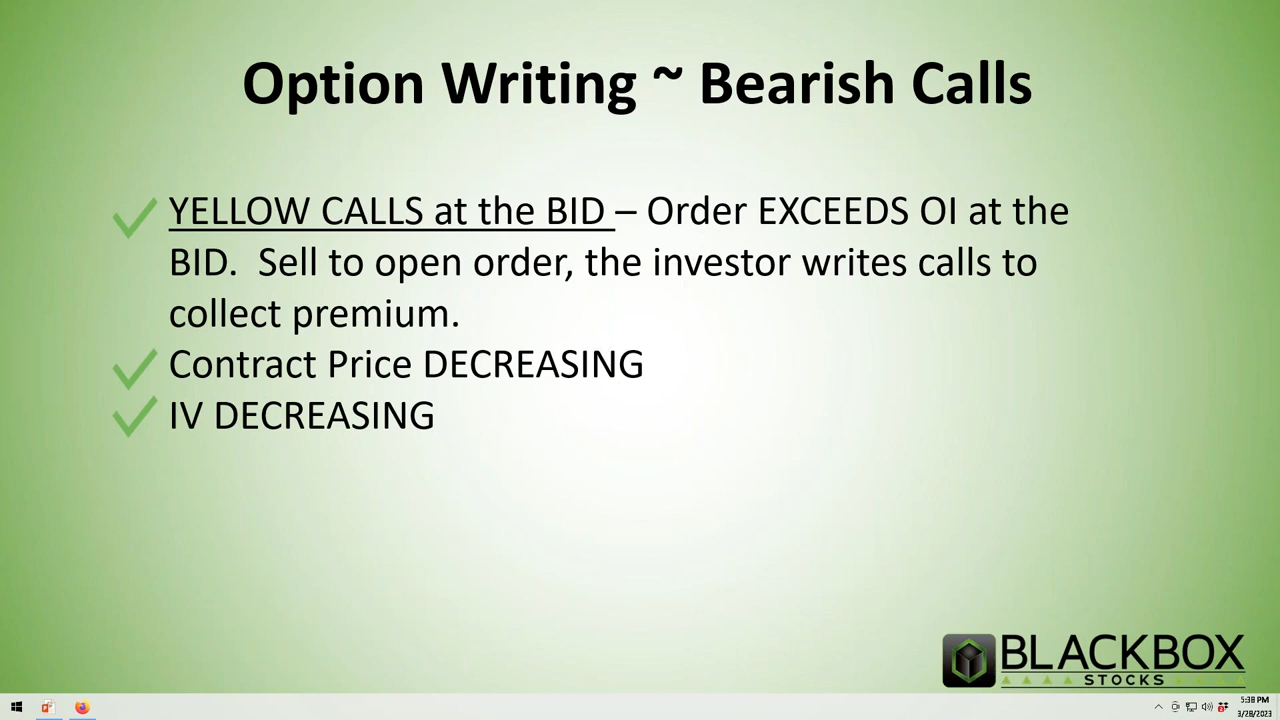 Option Writing ~ Bearish Calls
YELLOW CALLS at the BID – Order EXCEEDS OI at the
BID.  Sell to open order, the investor writes calls to
collect premium.
Contract Price DECREASING
IV DECREASING
BLACKBOX
STOCKS
5:38 PM
3/28/2023